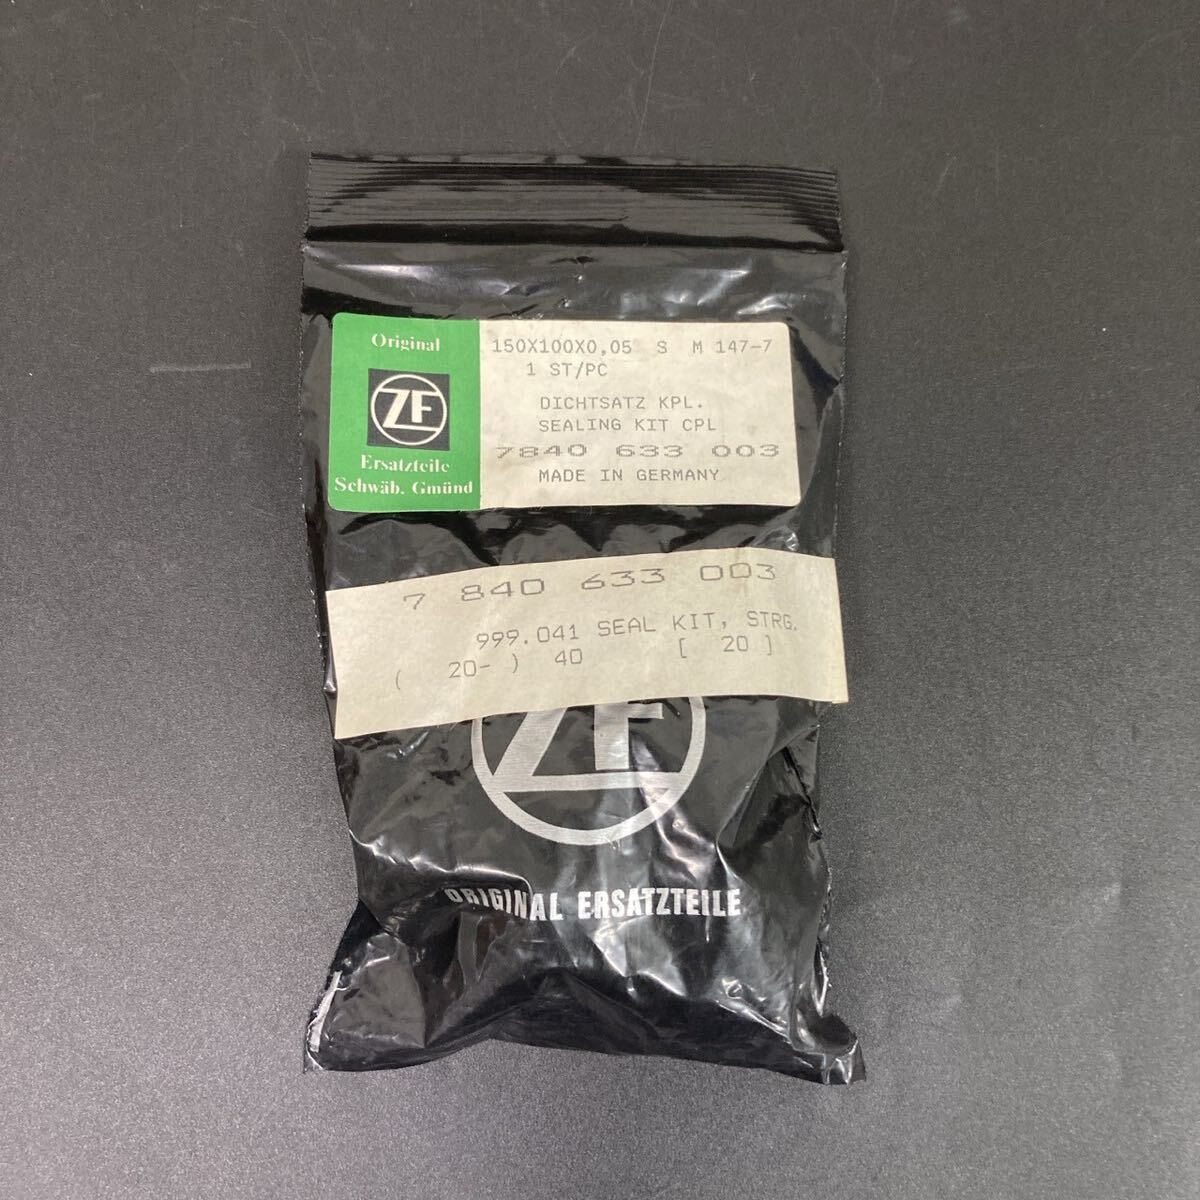 Original
ZF
Ersatzteile
Schwäb. Gmünd
150X100X0,05 S M 147-7
1 ST/PC
DICHTSATZ KPL.
SEALING KIT CPL
7840 633 003
MADE IN GERMANY
7 840 633 003
999.041 SEAL KIT, STRG.
( 20- ) 40 [ 20 ]
ZF
ORIGINAL ERSATZTEILE